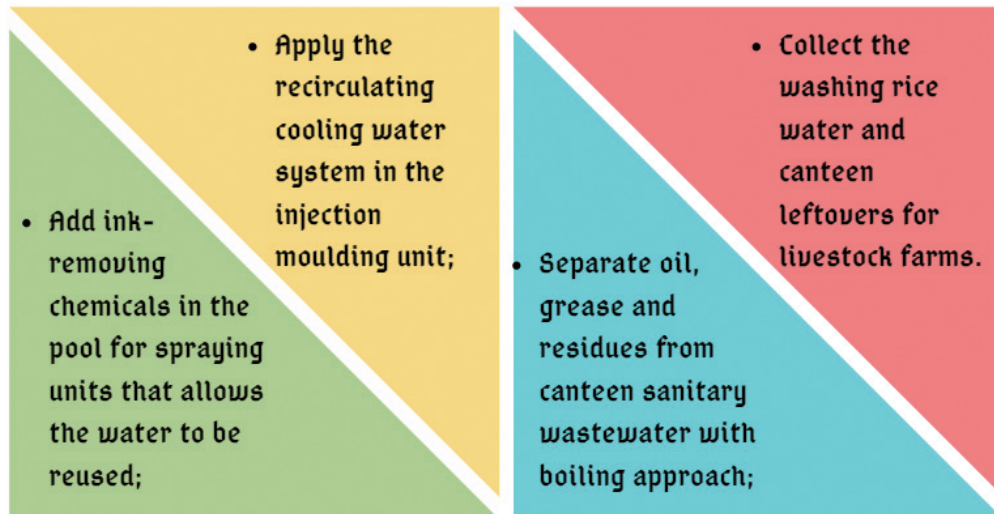 • Add ink-
removing
chemicals in the
pool for spraying
units that allows
the water to be
reused;
• Apply the
recirculating
cooling water
system in the
injection
moulding unit;
• Separate oil,
grease and
residues from
canteen sanitary
wastewater with
boiling approach;
• Collect the
washing rice
water and
canteen
leftovers for
livestock farms.